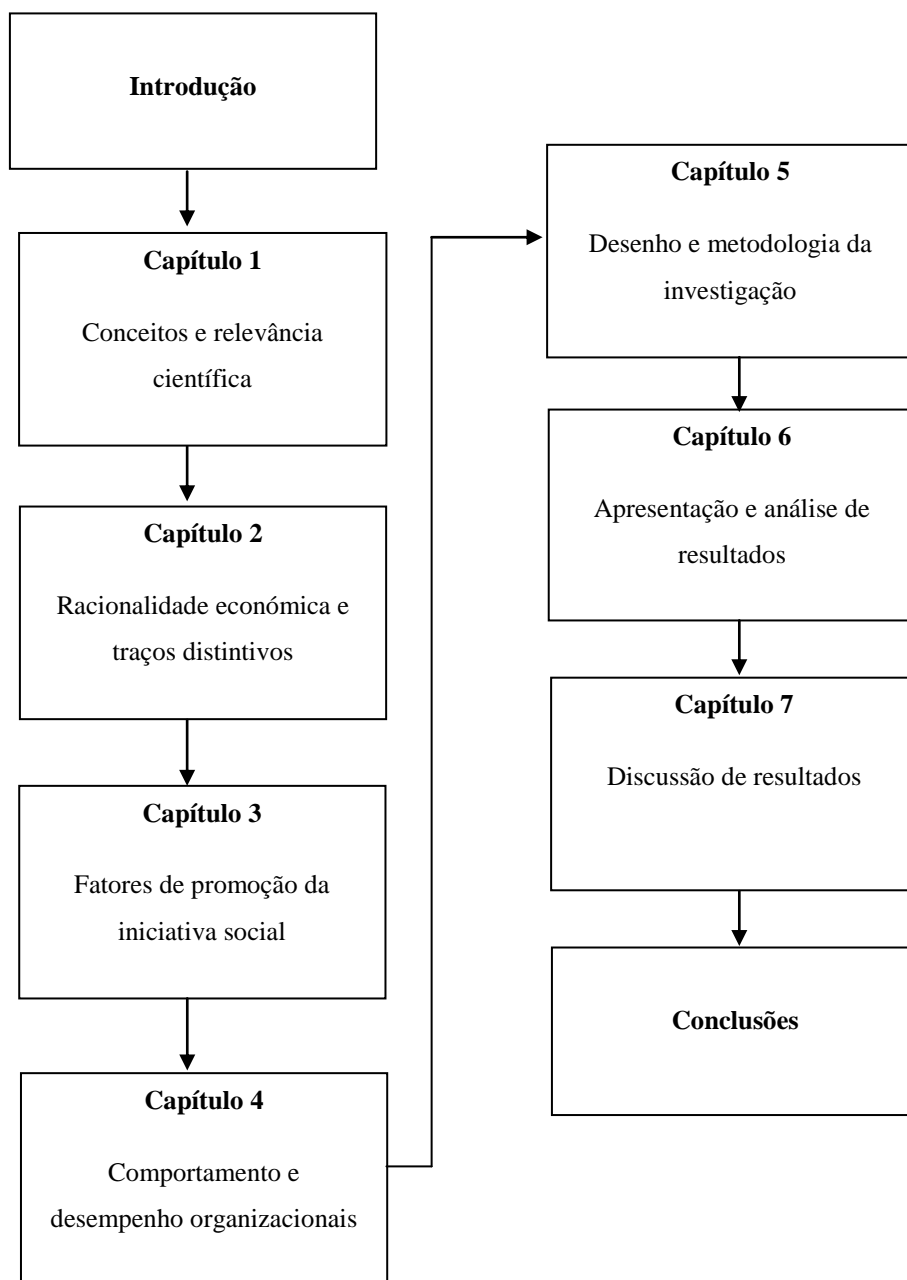 Introdução
Capítulo 1
Conceitos e relevância
científica
Capítulo 2
Racionalidade económica e
traços distintivos
Capítulo 3
Fatores de promoção da
iniciativa social
Capítulo 4
Comportamento e
desempenho organizacionais
Capítulo 5
Desenho e metodologia da
investigação
Capítulo 6
Apresentação e análise de
resultados
Capítulo 7
Discussão de resultados
Conclusões